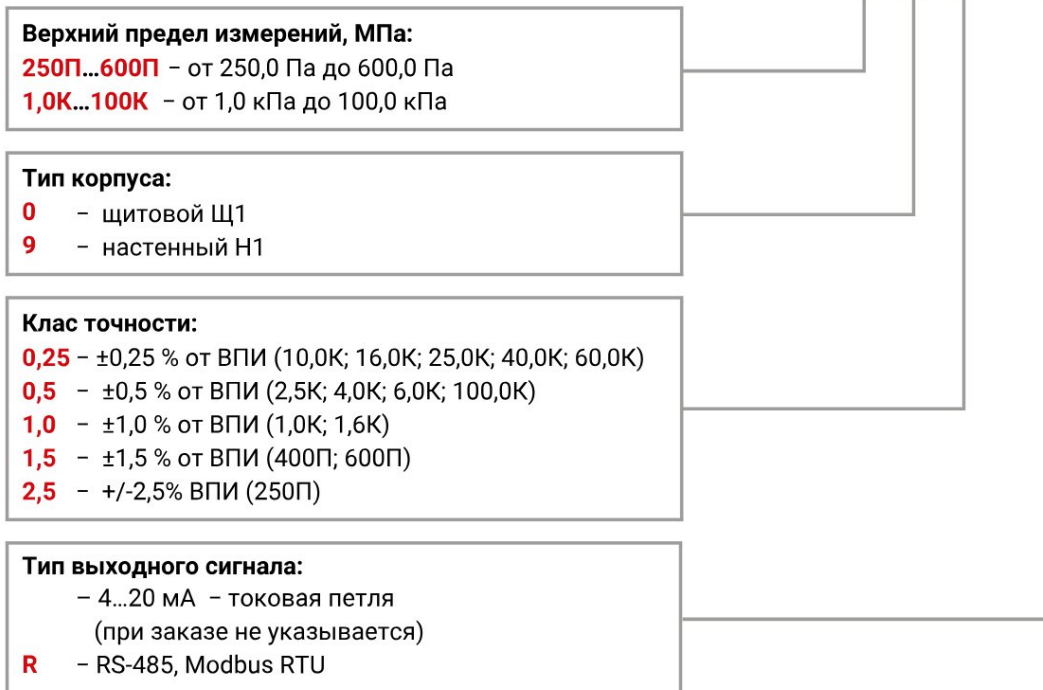 Верхний предел измерений, МПа:
250П...600П – от 250,0 Па до 600,0 Па
1,0К...100К – от 1,0 кПа до 100,0 кПа
Тип корпуса:
0 – щитовой Щ1
9 – настенный Н1
Клас точности:
0,25 – ±0,25 % от ВПИ (10,0К; 16,0К; 25,0К; 40,0К; 60,0К)
0,5 – ±0,5 % от ВПИ (2,5К; 4,0К; 6,0К; 100,0К)
1,0 – ±1,0 % от ВПИ (1,0К; 1,6К)
1,5 – ±1,5 % от ВПИ (400П; 600П)
2,5 – +/-2,5% ВПИ (250П)
Тип выходного сигнала:
– 4...20 мА – токовая петля
(при заказе не указывается)
R – RS-485, Modbus RTU